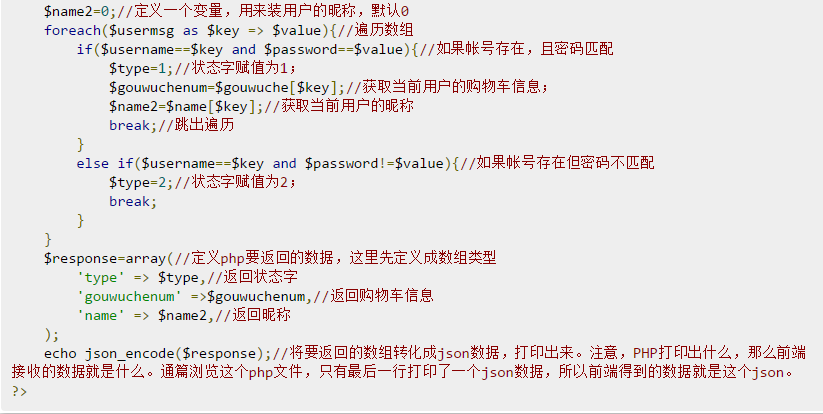 $name2=0;//定义一个变量，用来装用户的昵称，默认0
foreach($usermsg as $key => $value){//遍历数组
if($username==$key and $password==$value){//如果帐号存在，且密码匹配
$type=1;//状态字赋值为1；
$gouwuchenum=$gouwuche[$key];//获取当前用户的购物车信息；
$name2=$name[$key];//获取当前用户的昵称
break;//跳出遍历
}
else if($username==$key and $password!=$value){//如果帐号存在但密码不匹配
$type=2;//状态字赋值为2；
break;
}
}
$response=array(//定义php要返回的数据，这里先定义成数组类型
'type' => $type,//返回状态字
'gouwuchenum' =>$gouwuchenum,//返回购物车信息
'name' => $name2,//返回昵称
);
echo json_encode($response);//将要返回的数组转化成json数据，打印出来。注意，PHP打印出什么，那么前端
接收的数据就是什么。通篇浏览这个php文件，只有最后一行打印了一个json数据，所以前端得到的数据就是这个json。
?>